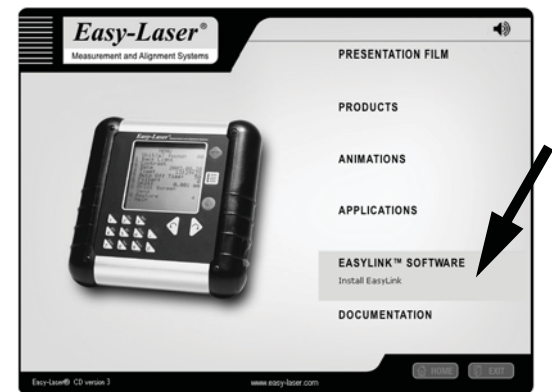 Easy-Laser®
Measurement and Alignment Systems
PRESENTATION FILM
PRODUCTS
ANIMATIONS
APPLICATIONS
EASYLINK™ SOFTWARE
Install EasyLink
DOCUMENTATION
Easy-Laser® CD version 3
www.easy-laser.com
HOME
EXIT